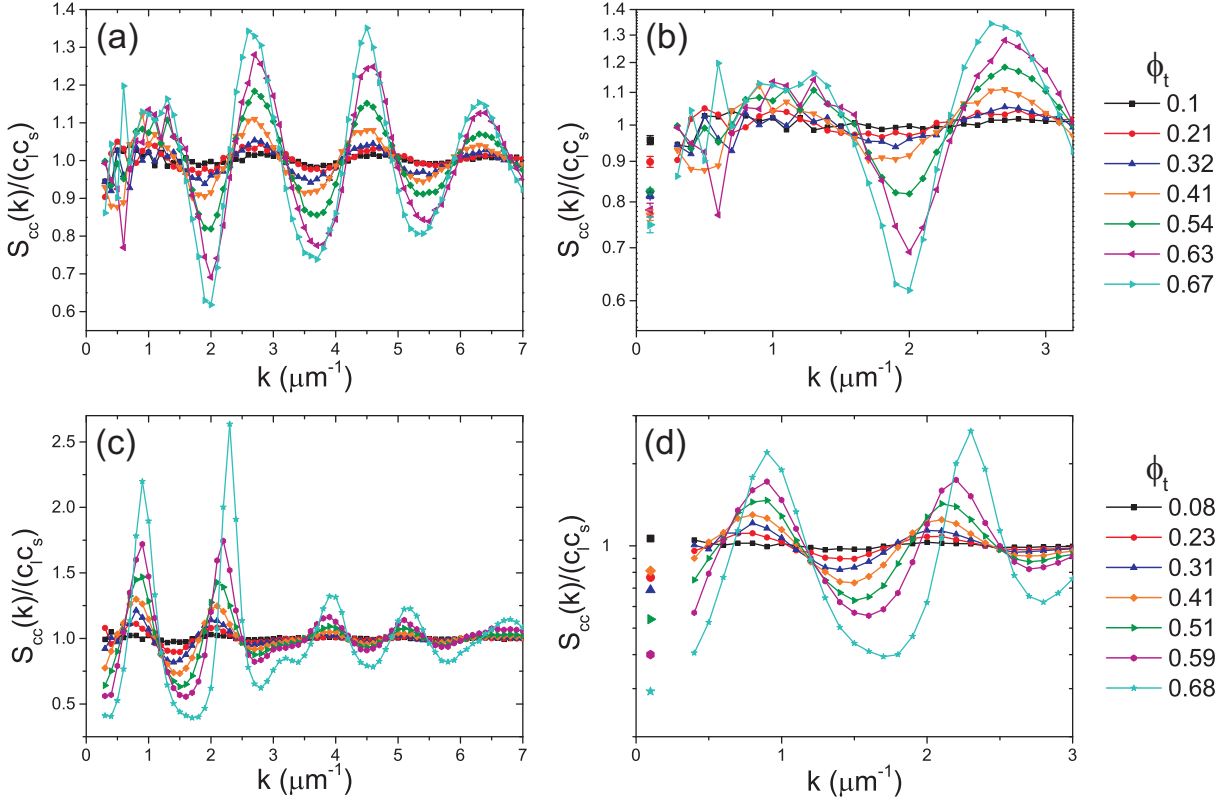 (a)
S_cc(k)/(c_l c_s)
1.4
1.3
1.2
1.1
1.0
0.9
0.8
0.7
0.6
0 1 2 3 4 5 6 7
k (μm⁻¹)
(b)
S_cc(k)/(c_l c_s)
1.4
1.3
1.2
1.1
1
0.9
0.8
0.7
0.6
0 1 2 3
k (μm⁻¹)
ϕ_t
0.1
0.21
0.32
0.41
0.54
0.63
0.67
(c)
S_cc(k)/(c_l c_s)
2.5
2.0
1.5
1.0
0.5
0 1 2 3 4 5 6 7
k (μm⁻¹)
(d)
S_cc(k)/(c_l c_s)
1
0 1 2 3
k (μm⁻¹)
ϕ_t
0.08
0.23
0.31
0.41
0.51
0.59
0.68